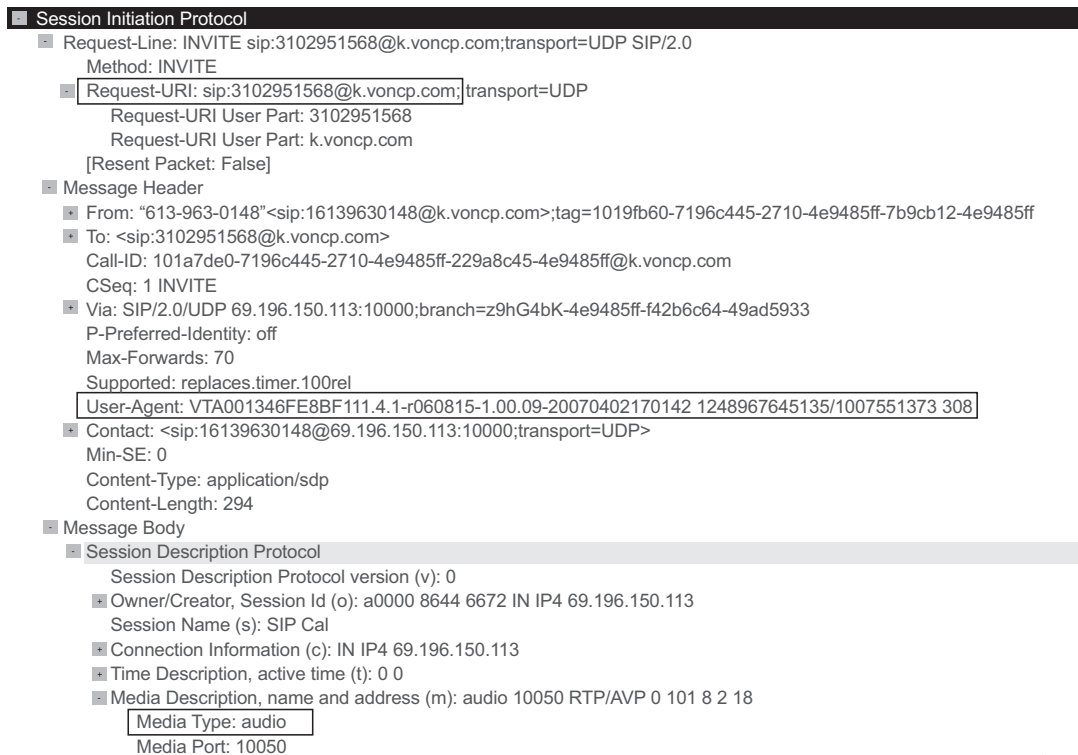 Session Initiation Protocol
Request-Line: INVITE sip:3102951568@k.voncp.com;transport=UDP SIP/2.0
Method: INVITE
Request-URI: sip:3102951568@k.voncp.com; transport=UDP
Request-URI User Part: 3102951568
Request-URI User Part: k.voncp.com
[Resent Packet: False]
Message Header
From: “613-963-0148”<sip:16139630148@k.voncp.com>;tag=1019fb60-7196c445-2710-4e9485ff-7b9cb12-4e9485ff
To: <sip:3102951568@k.voncp.com>
Call-ID: 101a7de0-7196c445-2710-4e9485ff-229a8c45-4e9485ff@k.voncp.com
CSeq: 1 INVITE
Via: SIP/2.0/UDP 69.196.150.113:10000;branch=z9hG4bK-4e9485ff-f42b6c64-49ad5933
P-Preferred-Identity: off
Max-Forwards: 70
Supported: replaces.timer.100rel
User-Agent: VTA001346FE8BF111.4.1-r060815-1.00.09-20070402170142 1248967645135/1007551373 308
Contact: <sip:16139630148@69.196.150.113:10000;transport=UDP>
Min-SE: 0
Content-Type: application/sdp
Content-Length: 294
Message Body
Session Description Protocol
Session Description Protocol version (v): 0
Owner/Creator, Session Id (o): a0000 8644 6672 IN IP4 69.196.150.113
Session Name (s): SIP Cal
Connection Information (c): IN IP4 69.196.150.113
Time Description, active time (t): 0 0
Media Description, name and address (m): audio 10050 RTP/AVP 0 101 8 2 18
Media Type: audio
Media Port: 10050